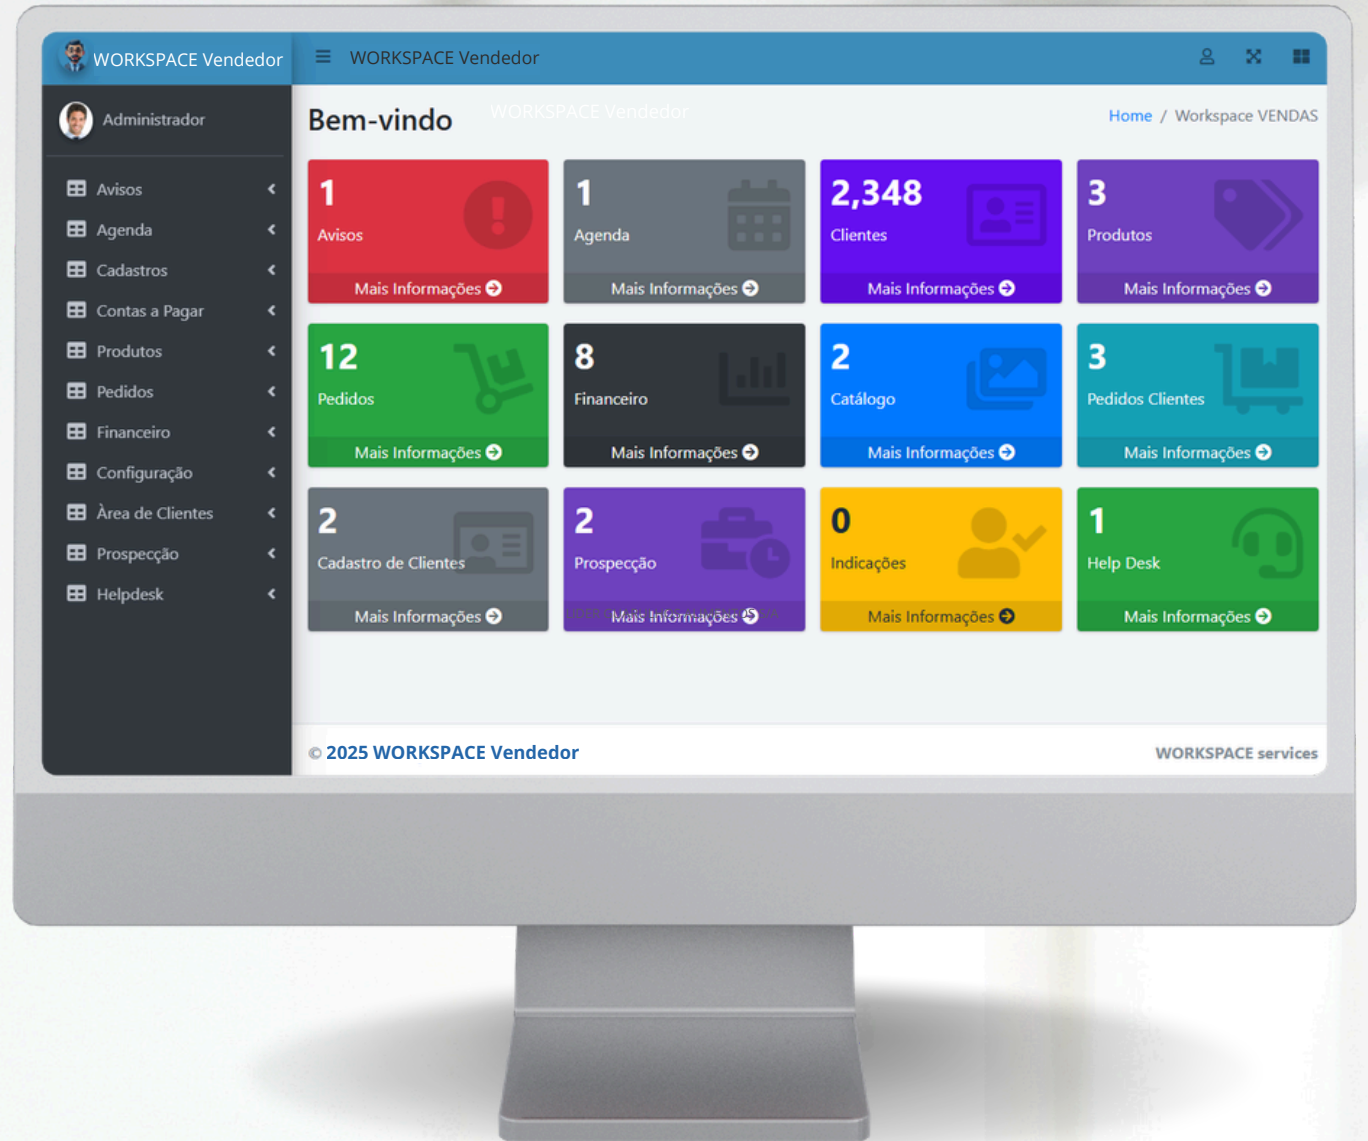 WORKSPACE Vendedor
WORKSPACE Vendedor
Administrador
Avisos
Agenda
Cadastros
Contas a Pagar
Produtos
Pedidos
Financeiro
Configuração
Àrea de Clientes
Prospecção
Helpdesk
Bem-vindo
WORKSPACE Vendedor
Home / Workspace VENDAS
1
Avisos
Mais Informações
1
Agenda
Mais Informações
2,348
Clientes
Mais Informações
3
Produtos
Mais Informações
12
Pedidos
Mais Informações
8
Financeiro
Mais Informações
2
Catálogo
Mais Informações
3
Pedidos Clientes
Mais Informações
2
Cadastro de Clientes
Mais Informações
2
Prospecção
Mais Informações
0
Indicações
Mais Informações
1
Help Desk
Mais Informações
© 2025 WORKSPACE Vendedor
WORKSPACE services